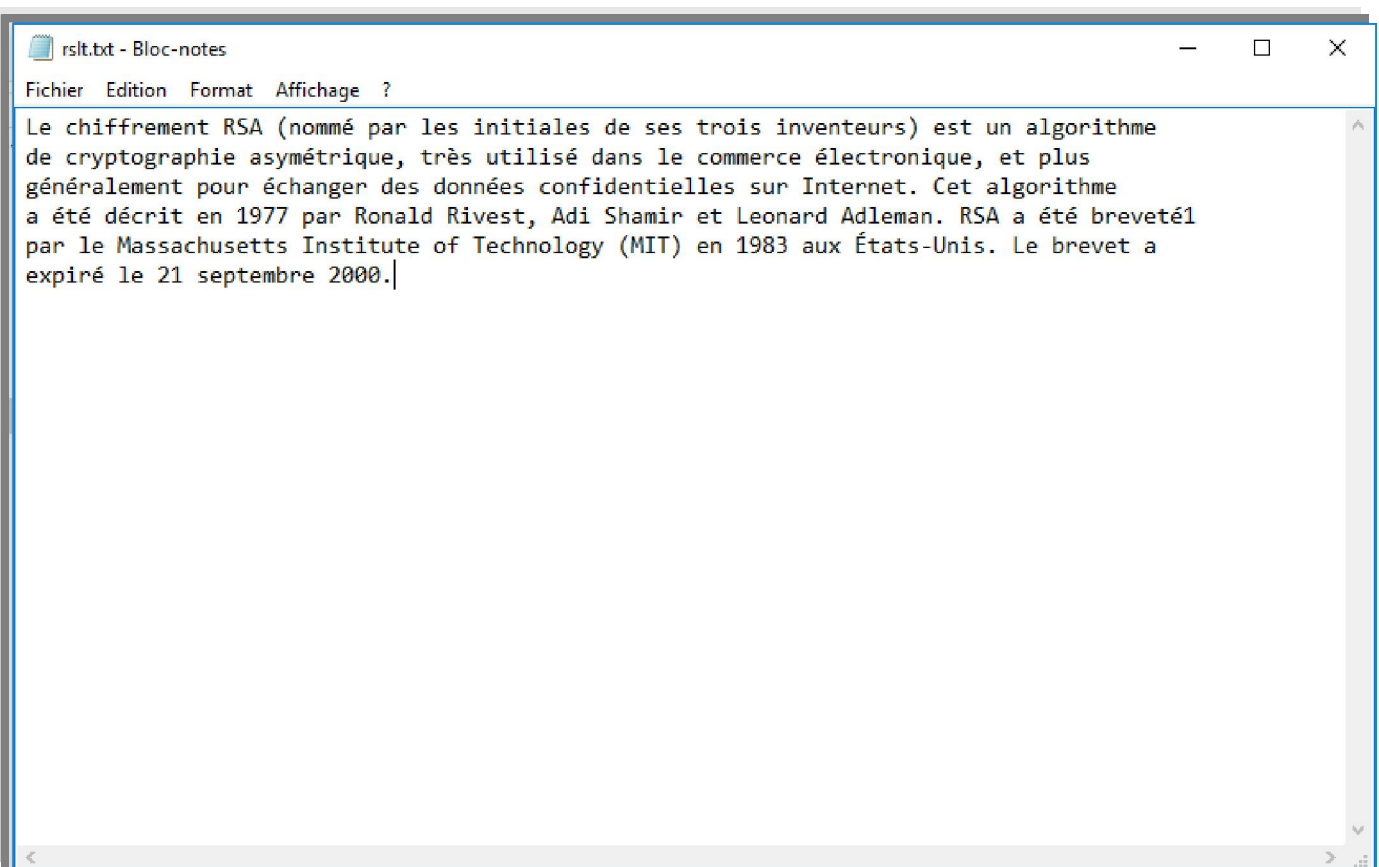 rslt.txt - Bloc-notes
Fichier Edition Format Affichage ?
Le chiffrement RSA (nommé par les initiales de ses trois inventeurs) est un algorithme
de cryptographie asymétrique, très utilisé dans le commerce électronique, et plus
généralement pour échanger des données confidentielles sur Internet. Cet algorithme
a été décrit en 1977 par Ronald Rivest, Adi Shamir et Leonard Adleman. RSA a été breveté1
par le Massachusetts Institute of Technology (MIT) en 1983 aux États-Unis. Le brevet a
expiré le 21 septembre 2000.